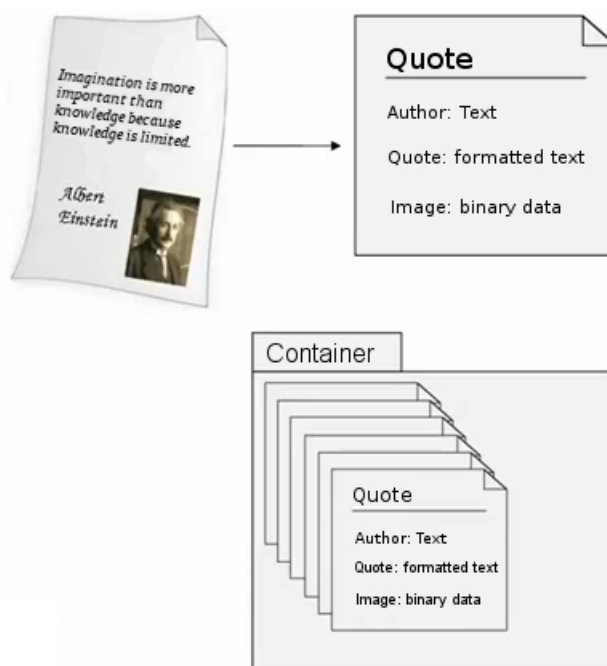 Imagination is more
important than
knowledge because
knowledge is limited.
Albert
Einstein
Quote
Author: Text
Quote: formatted text
Image: binary data
Container
Quote
Author: Text
Quote: formatted text
Image: binary data